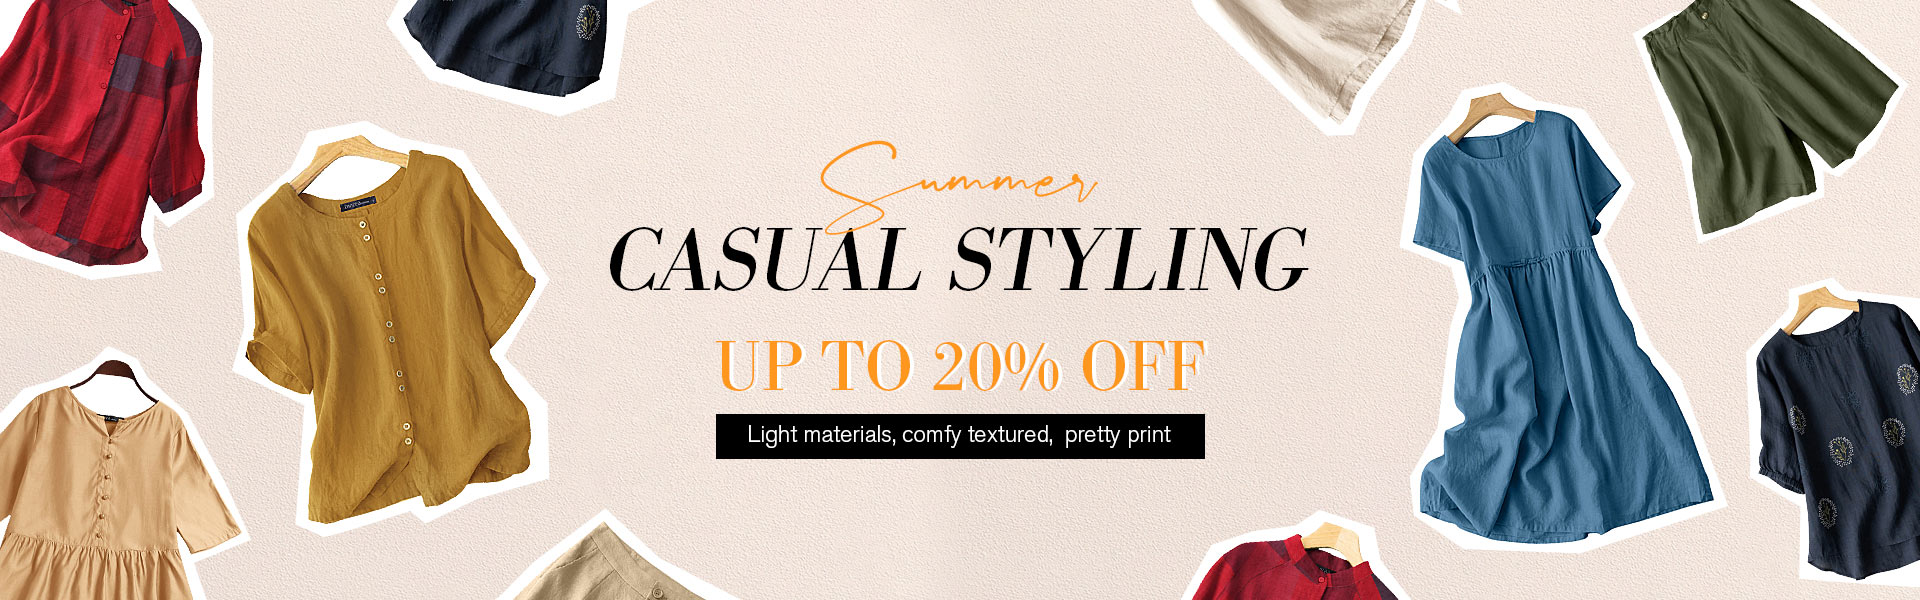 Summer
CASUAL STYLING
UP TO 20% OFF
Light materials, comfy textured, pretty print